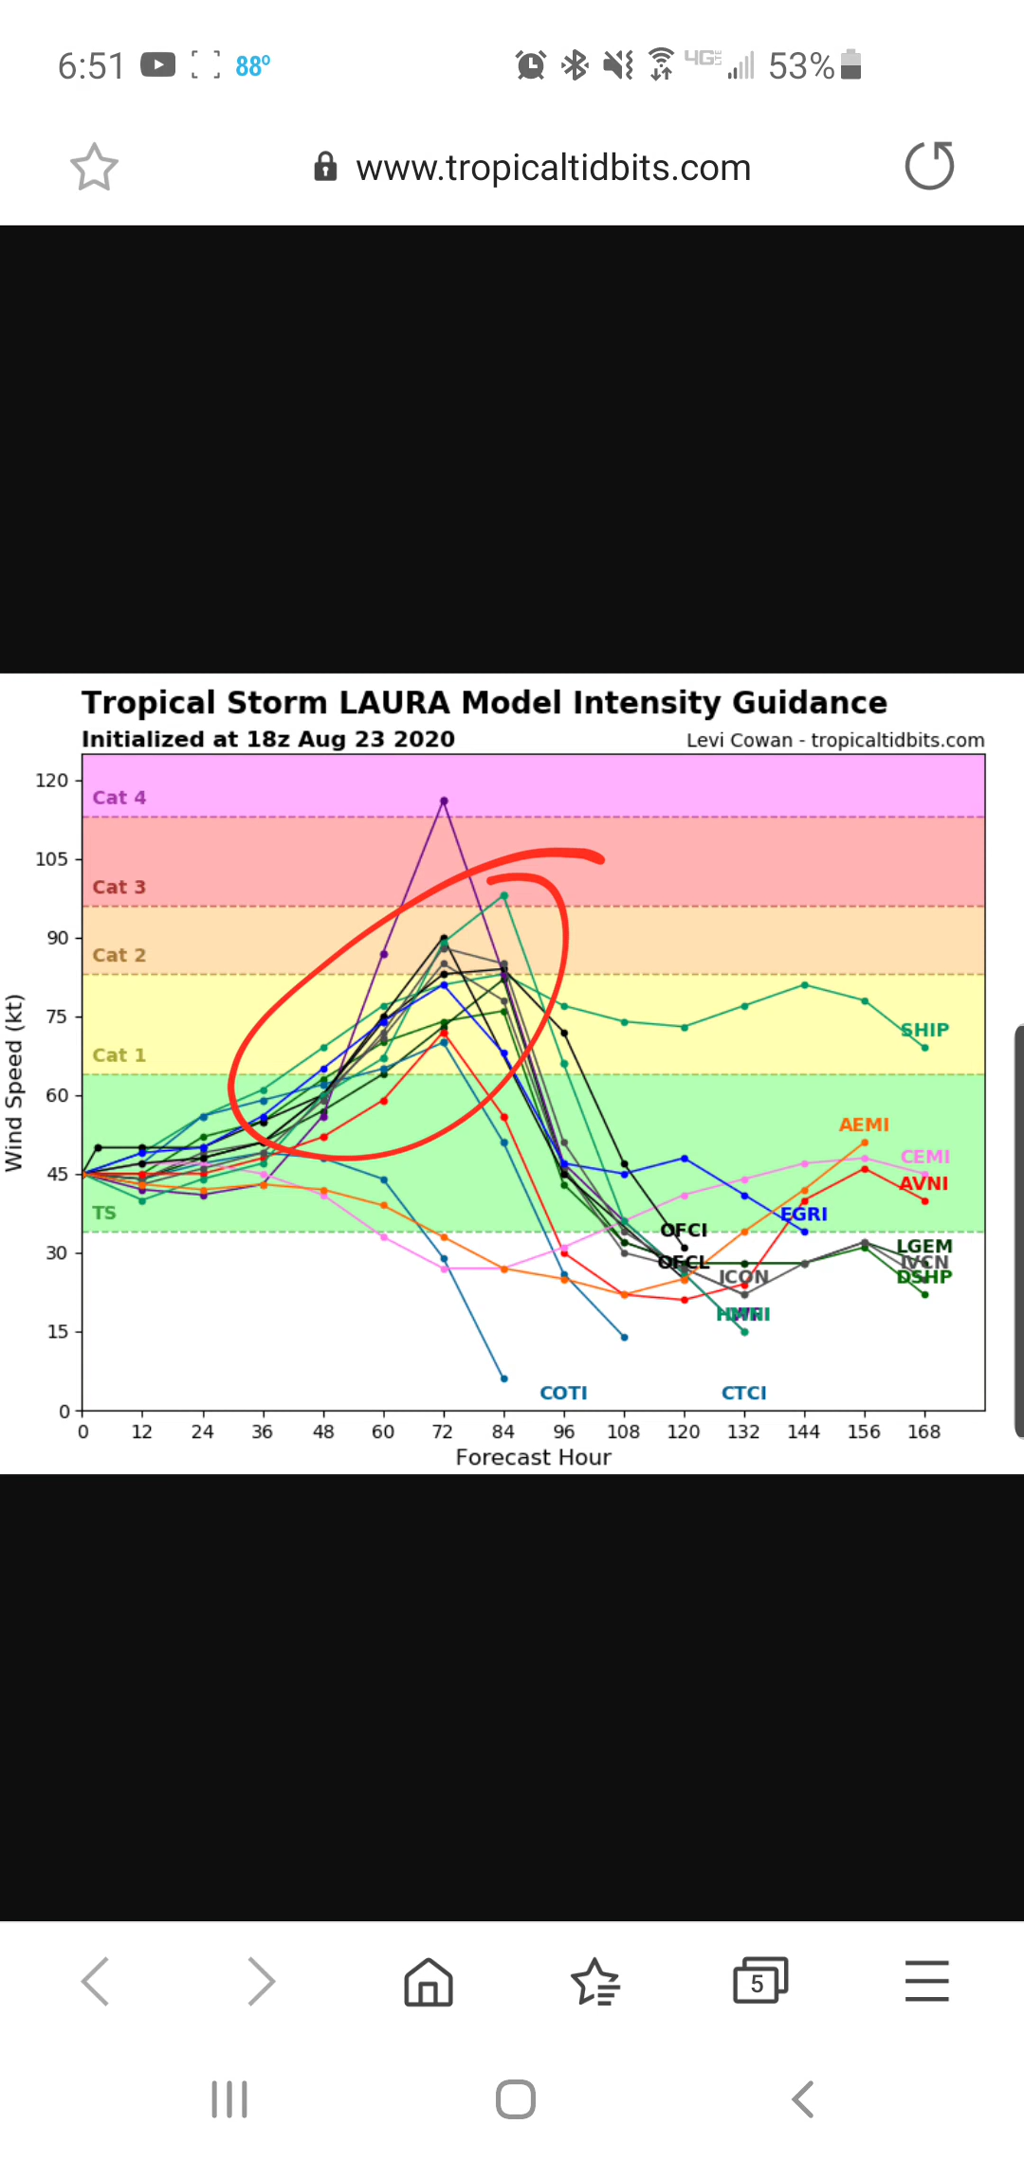 6:51 88° 4GE 53%
www.tropicaltidbits.com
Tropical Storm LAURA Model Intensity Guidance
Initialized at 18z Aug 23 2020 Levi Cowan - tropicaltidbits.com
120
Cat 4
105
Cat 3
90
Cat 2
75
SHIP
Cat 1
60
AEMI
CEMI
45
AVNI
TS
EGRI
OFCI
30
LGEM
OFCL
IVCN
ICON
DSHP
15
COTI CTCI
0
0 12 24 36 48 60 72 84 96 108 120 132 144 156 168
Wind Speed (kt)
Forecast Hour
5